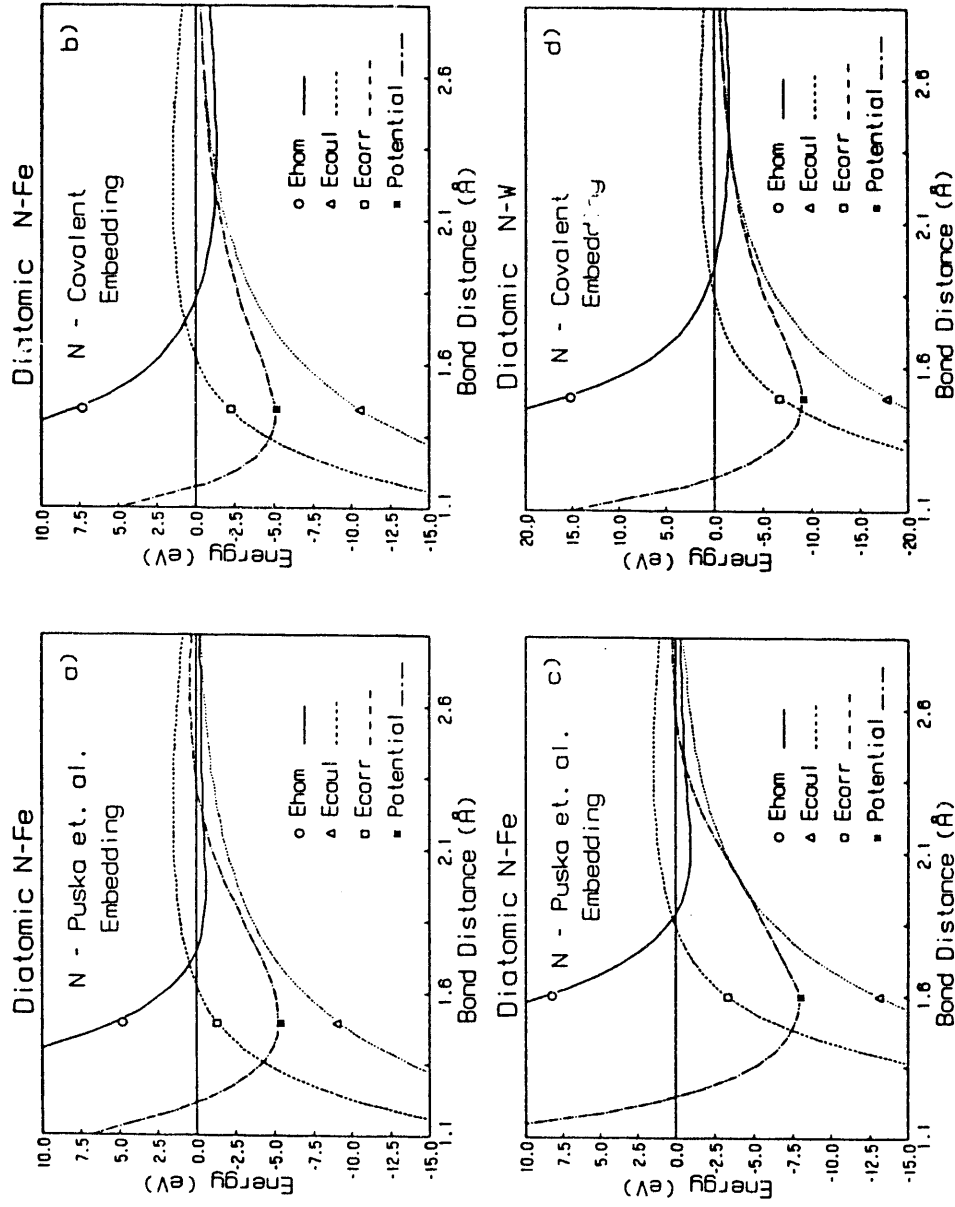 Diatomic N-Fe
N - Puska et. al.
Embedding
a)
Ehom
Ecoul
Ecorr
Potential
10.0
7.5
5.0
2.5
0.0
-2.5
-5.0
-7.5
-10.0
-12.5
-15.0
Energy (eV)
1.1
1.6
2.1
2.6
Bond Distance (Å)
Diatomic N-Fe
N - Covalent
Embedding
b)
Ehom
Ecoul
Ecorr
Potential
10.0
7.5
5.0
2.5
0.0
-2.5
-5.0
-7.5
-10.0
-12.5
-15.0
Energy (eV)
1.1
1.6
2.1
2.6
Bond Distance (Å)
Diatomic N-Fe
N - Puska et al.
Embedding
c)
Ehom
Ecoul
Ecorr
Potential
10.0
7.5
5.0
2.5
0.0
-2.5
-5.0
-7.5
-10.0
-12.5
-15.0
Energy (eV)
1.1
1.6
2.1
2.6
Bond Distance (Å)
Diatomic N-W
N - Covalent
Embedding
d)
Ehom
Ecoul
Ecorr
Potential
20.0
15.0
10.0
5.0
0.0
-5.0
-10.0
-15.0
-20.0
Energy (eV)
1.1
1.6
2.1
2.6
Bond Distance (Å)